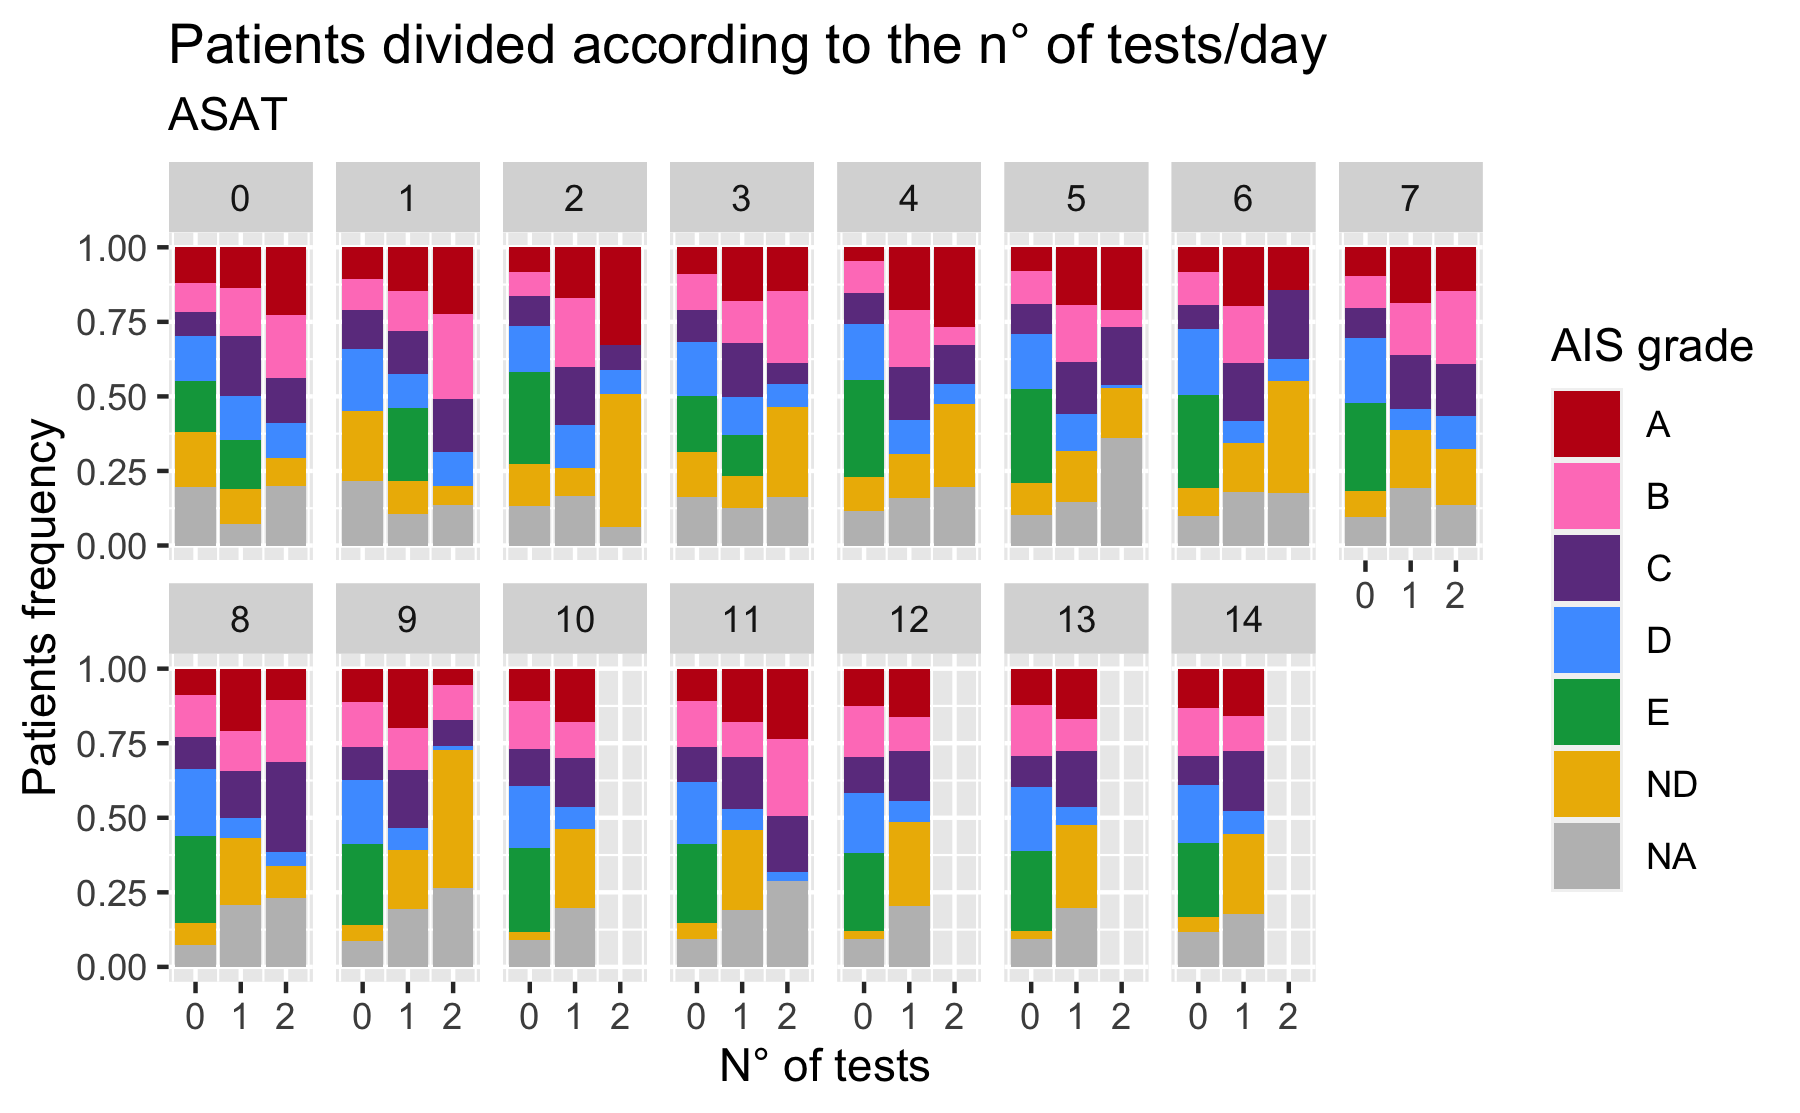 Patients divided according to the n° of tests/day
ASAT
0 1 2 3 4 5 6 7
1.00
0.75
0.50
0.25
0.00
0 1 2
8 9 10 11 12 13 14
1.00
0.75
0.50
0.25
0.00
0 1 2 0 1 2 0 1 2 0 1 2 0 1 2 0 1 2 0 1 2
N° of tests
Patients frequency
AIS grade
A
B
C
D
E
ND
NA